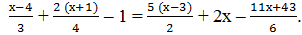 x-4/3 + 2 (x+1)/4 − 1 = 5 (x-3)/2 + 2x − 11x+43/6.